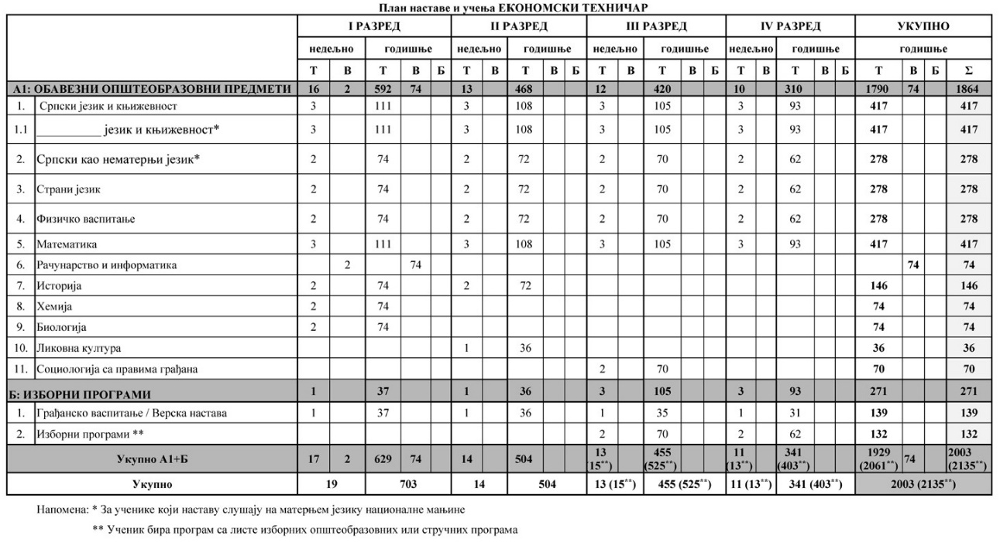 План наставе и учења ЕКОНОМСКИ ТЕХНИЧАР
I РАЗРЕД II РАЗРЕД III РАЗРЕД IV РАЗРЕД УКУПНО
недељно годишње недељно годишње недељно годишње недељно годишње годишње
Т В Т В Б Т В Т В Б Т В Т В Б Т В Т В Б Т В Б Σ
А1: ОБАВЕЗНИ ОПШТЕОБРАЗОВНИ ПРЕДМЕТИ 16 2 592 74 13 468 12 420 10 310 1790 74 1864
1. Српски језик и књижевност 3 111 3 108 3 105 3 93 417 417
1.1 ___________ језик и књижевност* 3 111 3 108 3 105 3 93 417 417
2. Српски као нематерњи језик* 2 74 2 72 2 70 2 62 278 278
3. Страни језик 2 74 2 72 2 70 2 62 278 278
4. Физичко васпитање 2 74 2 72 2 70 2 62 278 278
5. Математика 3 111 3 108 3 105 3 93 417 417
6. Рачунарство и информатика 2 74 74 74
7. Историја 2 74 2 72 146 146
8. Хемија 2 74 74 74
9. Биологија 2 74 74 74
10. Ликовна култура 1 36 36 36
11. Социологија са правима грађана 2 70 70 70
Б: ИЗБОРНИ ПРОГРАМИ 1 37 1 36 3 105 3 93 271 271
1. Грађанско васпитање / Верска настава 1 37 1 36 1 35 1 31 139 139
2. Изборни програми ** 2 70 2 62 132 132
Укупно А1+Б 17 2 629 74 14 504 13 (15**) 455 (525**) 11 (13**) 341 (403**) 1929 (2061**) 74 2003 (2135**)
Укупно 19 703 14 504 13 (15**) 455 (525**) 11 (13**) 341 (403**) 2003 (2135**)
Напомена: * За ученике који наставу слушају на матерњем језику националне мањине
** Ученик бира програм са листе изборних општеобразовних или стручних програма